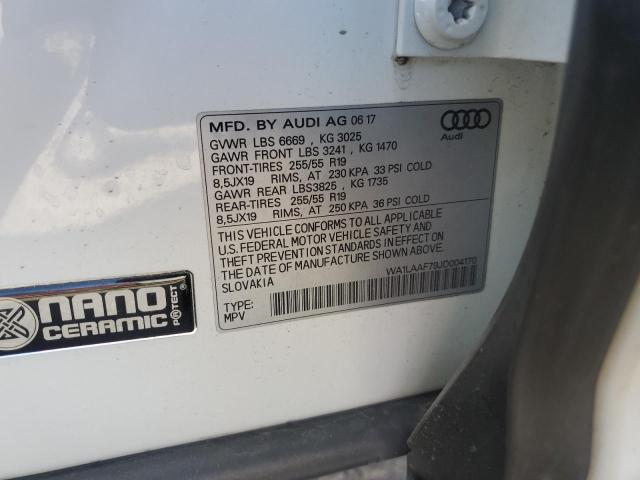 MFD. BY AUDI AG 06 17
GVWR LBS 6669 , KG 3025
GAWR FRONT LBS 3241 , KG 1470
FRONT-TIRES 255/55 R19
8,5JX19 RIMS, AT 230 KPA 33 PSI COLD
GAWR REAR LBS3825 , KG 1735
REAR-TIRES 255/55 R19
8,5JX19 RIMS, AT 250 KPA 36 PSI COLD
THIS VEHICLE CONFORMS TO ALL APPLICABLE
U.S. FEDERAL MOTOR VEHICLE SAFETY AND
THEFT PREVENTION STANDARDS IN EFFECT ON
THE DATE OF MANUFACTURE SHOWN ABOVE.
SLOVAKIA
WA1LAAF79JD004170
TYPE:
MPV
Audi
NANO
CERAMIC
PROTECT